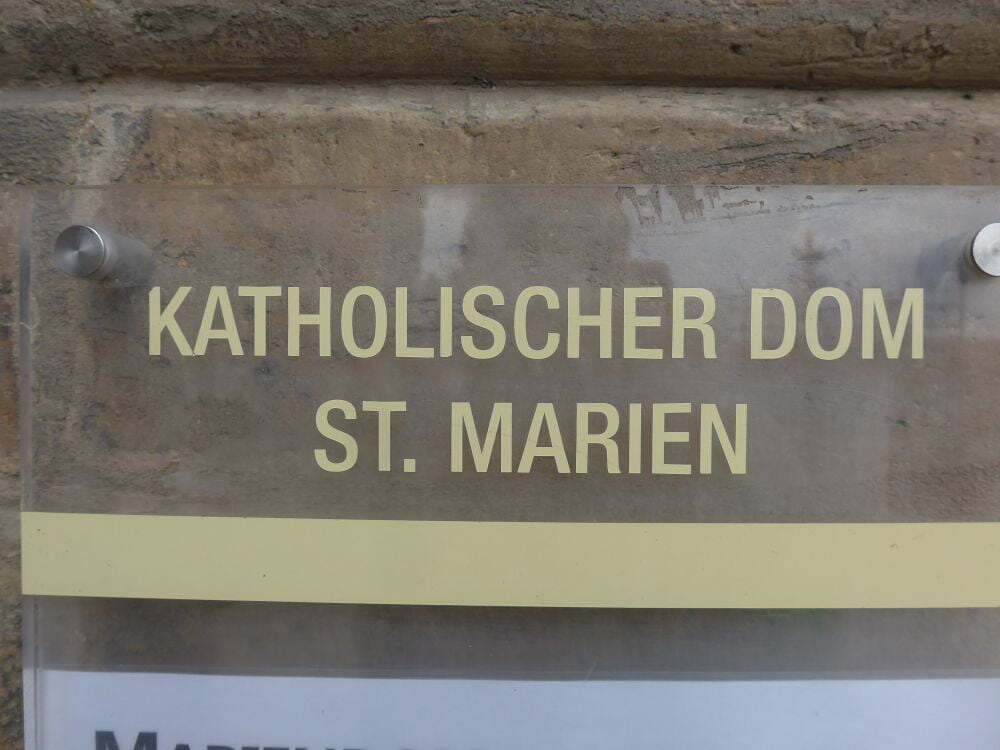 KATHOLISCHER DOM
ST. MARIEN